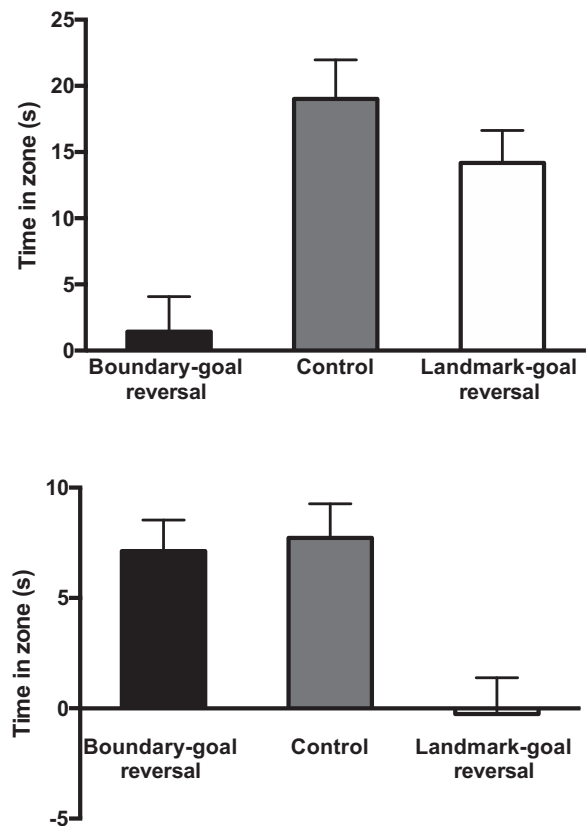 25
20
15
10
5
0
Time in zone (s)
Boundary-goal reversal
Control
Landmark-goal reversal
10
5
0
-5
Time in zone (s)
Boundary-goal reversal
Control
Landmark-goal reversal